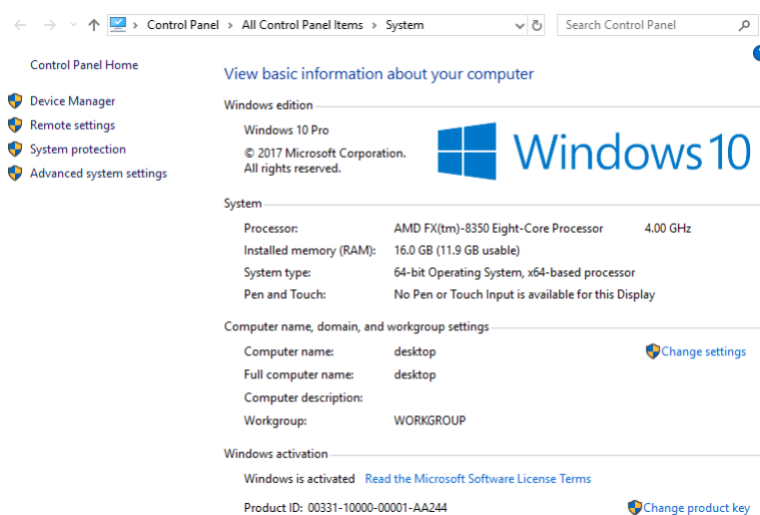 Control Panel > All Control Panel Items > System
Search Control Panel
Control Panel Home
Device Manager
Remote settings
System protection
Advanced system settings
View basic information about your computer
Windows edition
Windows 10 Pro
© 2017 Microsoft Corporation.
All rights reserved.
Windows 10
System
Processor: AMD FX(tm)-8350 Eight-Core Processor 4.00 GHz
Installed memory (RAM): 16.0 GB (11.9 GB usable)
System type: 64-bit Operating System, x64-based processor
Pen and Touch: No Pen or Touch Input is available for this Display
Computer name, domain, and workgroup settings
Computer name: desktop Change settings
Full computer name: desktop
Computer description:
Workgroup: WORKGROUP
Windows activation
Windows is activated Read the Microsoft Software License Terms
Product ID: 00331-10000-00001-AA244 Change product key